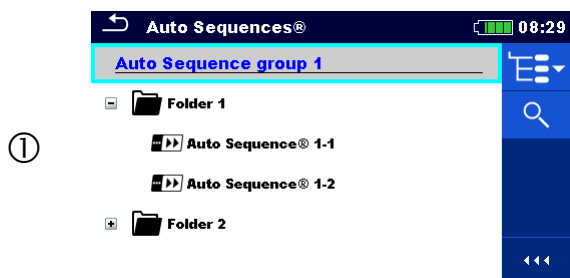 Auto Sequences® 08:29
Auto Sequence group 1
Folder 1
①
Auto Sequence® 1-1
Auto Sequence® 1-2
Folder 2